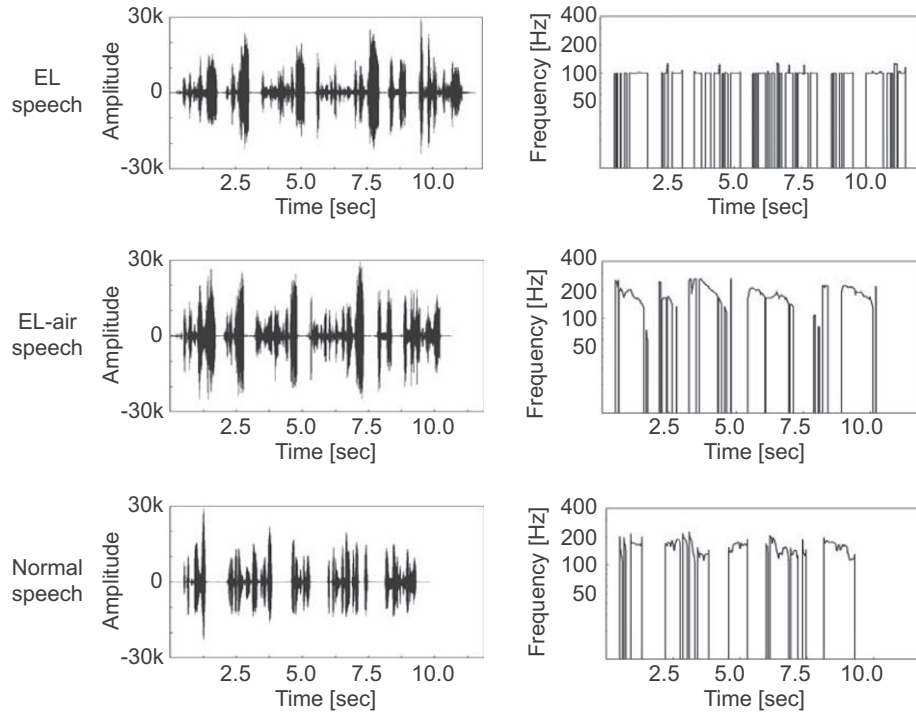 EL
speech
Amplitude
30k
0
-30k
2.5 5.0 7.5 10.0
Time [sec]
Frequency [Hz]
400
200
100
50
2.5 5.0 7.5 10.0
Time [sec]
EL-air
speech
Amplitude
30k
0
-30k
2.5 5.0 7.5 10.0
Time [sec]
Frequency [Hz]
400
200
100
50
2.5 5.0 7.5 10.0
Time [sec]
Normal
speech
Amplitude
30k
0
-30k
2.5 5.0 7.5 10.0
Time [sec]
Frequency [Hz]
400
200
100
50
2.5 5.0 7.5 10.0
Time [sec]